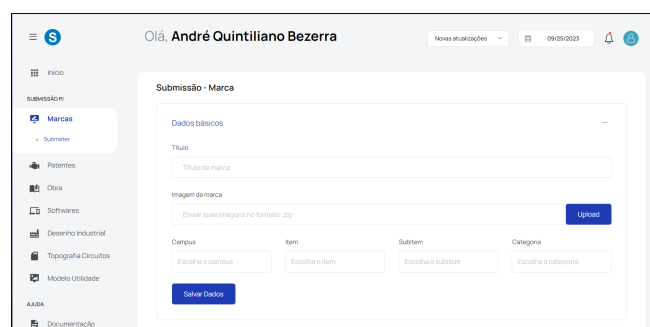 S
Olá, André Quintiliano Bezerra
Novas atualizações
09/25/2023
Inicio
SUBMISSÃO PI
Marcas
Submeter
Patentes
Obra
Softwares
Desenho Industrial
Topografia Circuitos
Modelo Utilidade
AJUDA
Documentação
Submissão - Marca
Dados básicos
Título
Título da marca
Imagem da marca
Enviar suas imagens no formato .zip
Upload
Campus
Item
Subitem
Categoria
Escolha o campus
Escolha o item
Escolha o subitem
Escolha a categoria
Salvar Dados